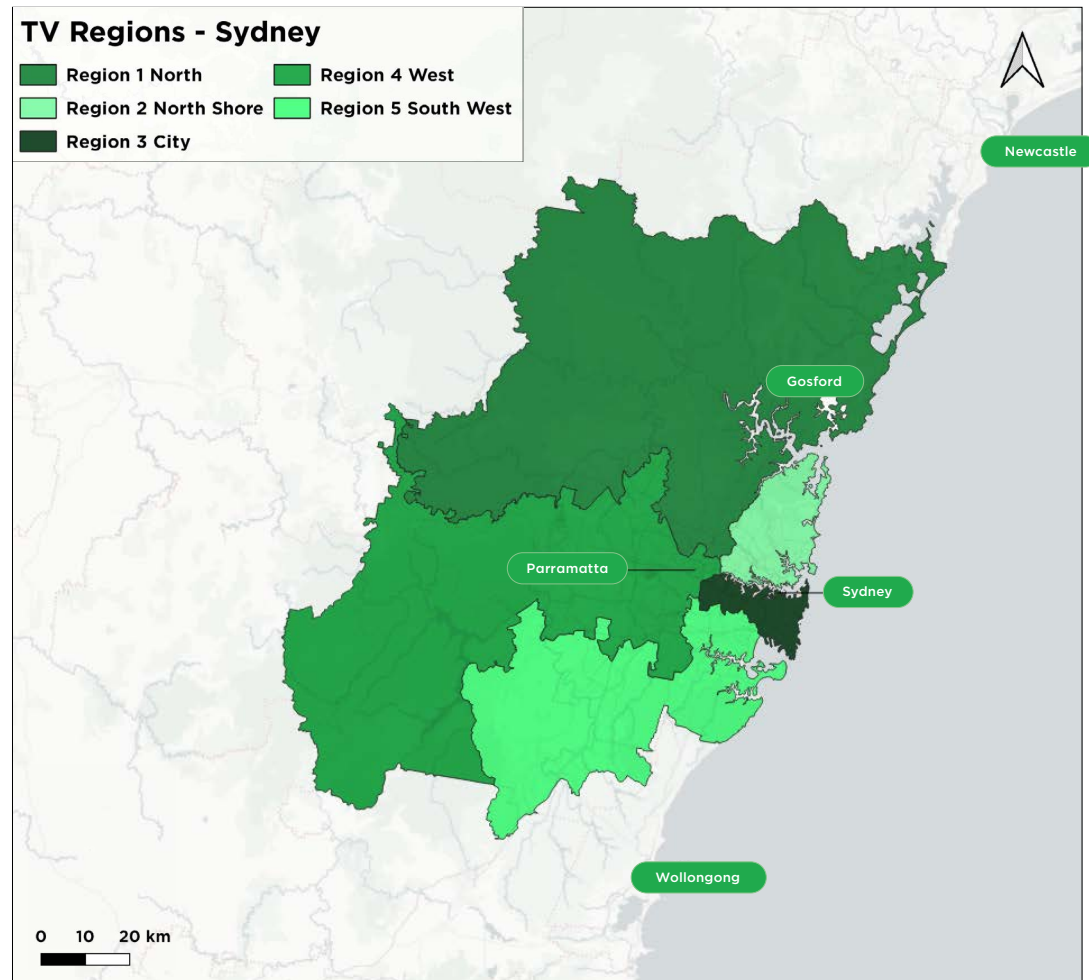 TV Regions - Sydney
Region 1 North
Region 4 West
Region 2 North Shore
Region 5 South West
Region 3 City
Newcastle
Gosford
Parramatta
Sydney
Wollongong
0 10 20 km